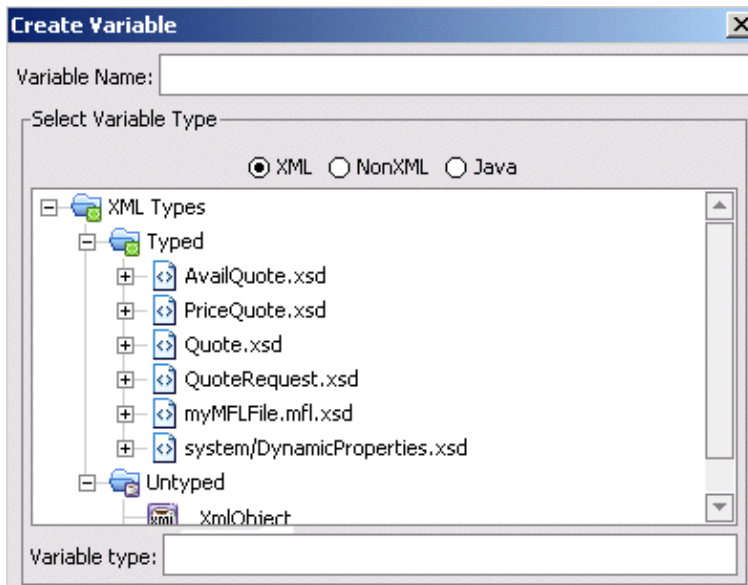 Create Variable
Variable Name:
Select Variable Type
XML NonXML Java
XML Types
Typed
AvailQuote.xsd
PriceQuote.xsd
Quote.xsd
QuoteRequest.xsd
myMFLFile.mfl.xsd
system/DynamicProperties.xsd
Untyped
xml XmlObject
Variable type: